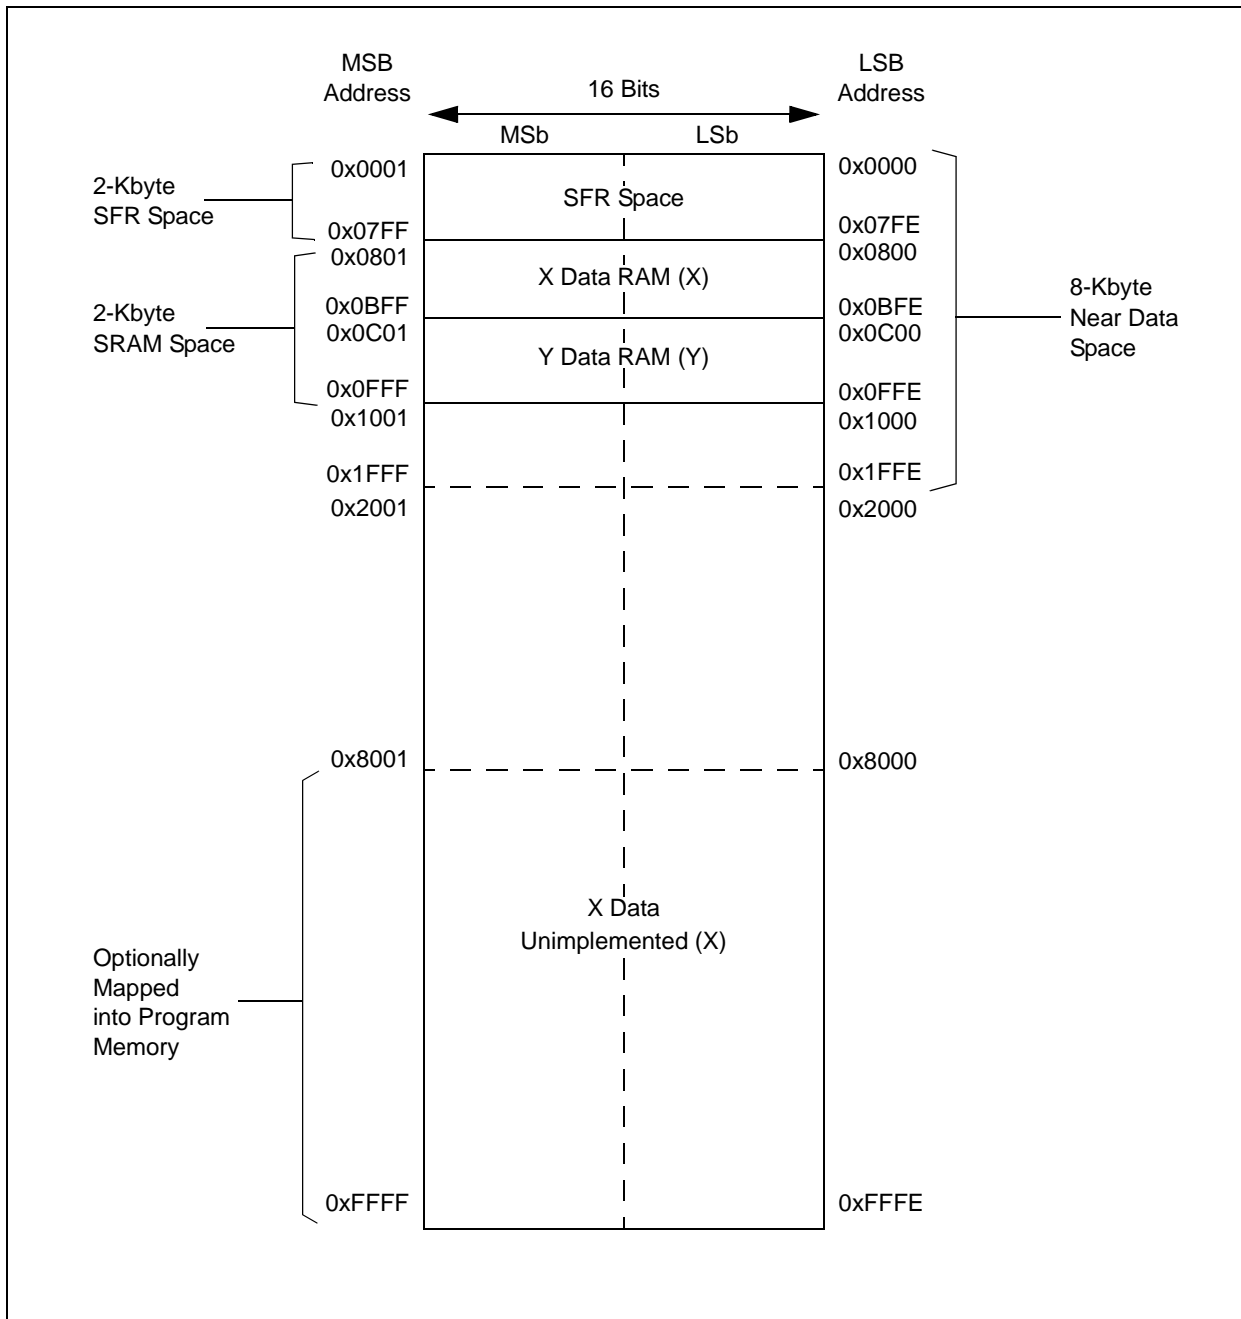 MSB
Address
LSB
Address
16 Bits
MSb
LSb
0x0001
0x0000
2-Kbyte
SFR Space
SFR Space
0x07FF
0x07FE
0x0801
0x0800
X Data RAM (X)
2-Kbyte
SRAM Space
0x0BFF
0x0BFE
0x0C01
0x0C00
8-Kbyte
Near Data
Space
Y Data RAM (Y)
0x0FFF
0x0FFE
0x1001
0x1000
0x1FFF
0x1FFE
0x2001
0x2000
0x8001
0x8000
X Data
Unimplemented (X)
Optionally
Mapped
into Program
Memory
0xFFFF
0xFFFE